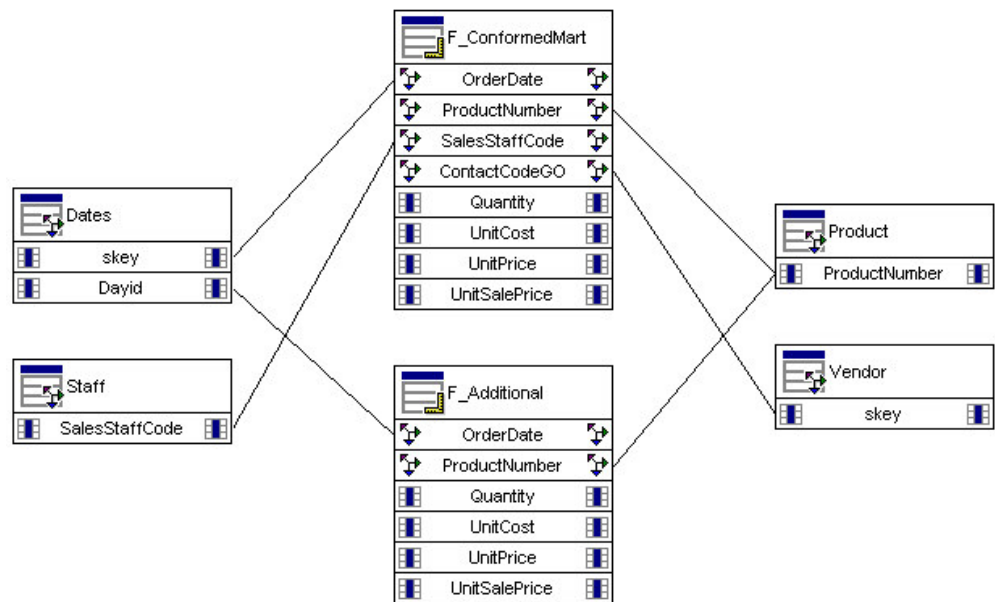 F_ConformedMart
OrderDate
ProductNumber
SalesStaffCode
ContactCodeGO
Quantity
UnitCost
UnitPrice
UnitSalePrice
Dates
skey
Dayid
Staff
SalesStaffCode
F_Additional
OrderDate
ProductNumber
Quantity
UnitCost
UnitPrice
UnitSalePrice
Product
ProductNumber
Vendor
skey